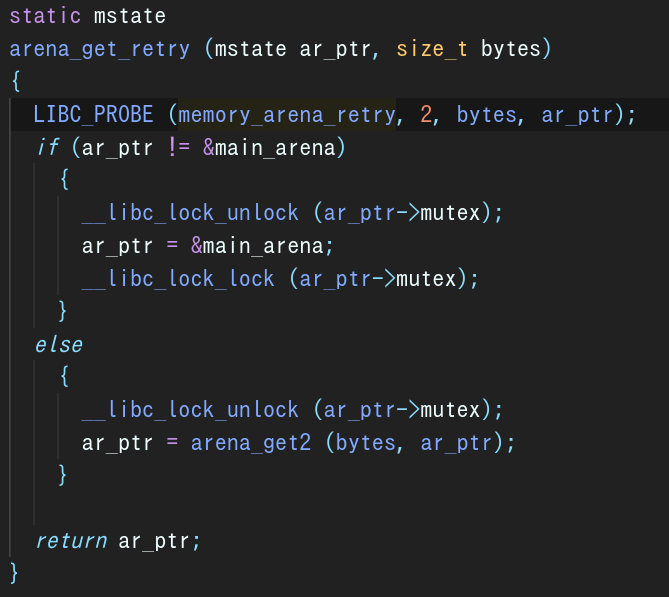 static mstate
arena_get_retry (mstate ar_ptr, size_t bytes)
{
  LIBC_PROBE (memory_arena_retry, 2, bytes, ar_ptr);
  if (ar_ptr != &main_arena)
    {
      __libc_lock_unlock (ar_ptr->mutex);
      ar_ptr = &main_arena;
      __libc_lock_lock (ar_ptr->mutex);
    }
  else
    {
      __libc_lock_unlock (ar_ptr->mutex);
      ar_ptr = arena_get2 (bytes, ar_ptr);
    }
  return ar_ptr;
}